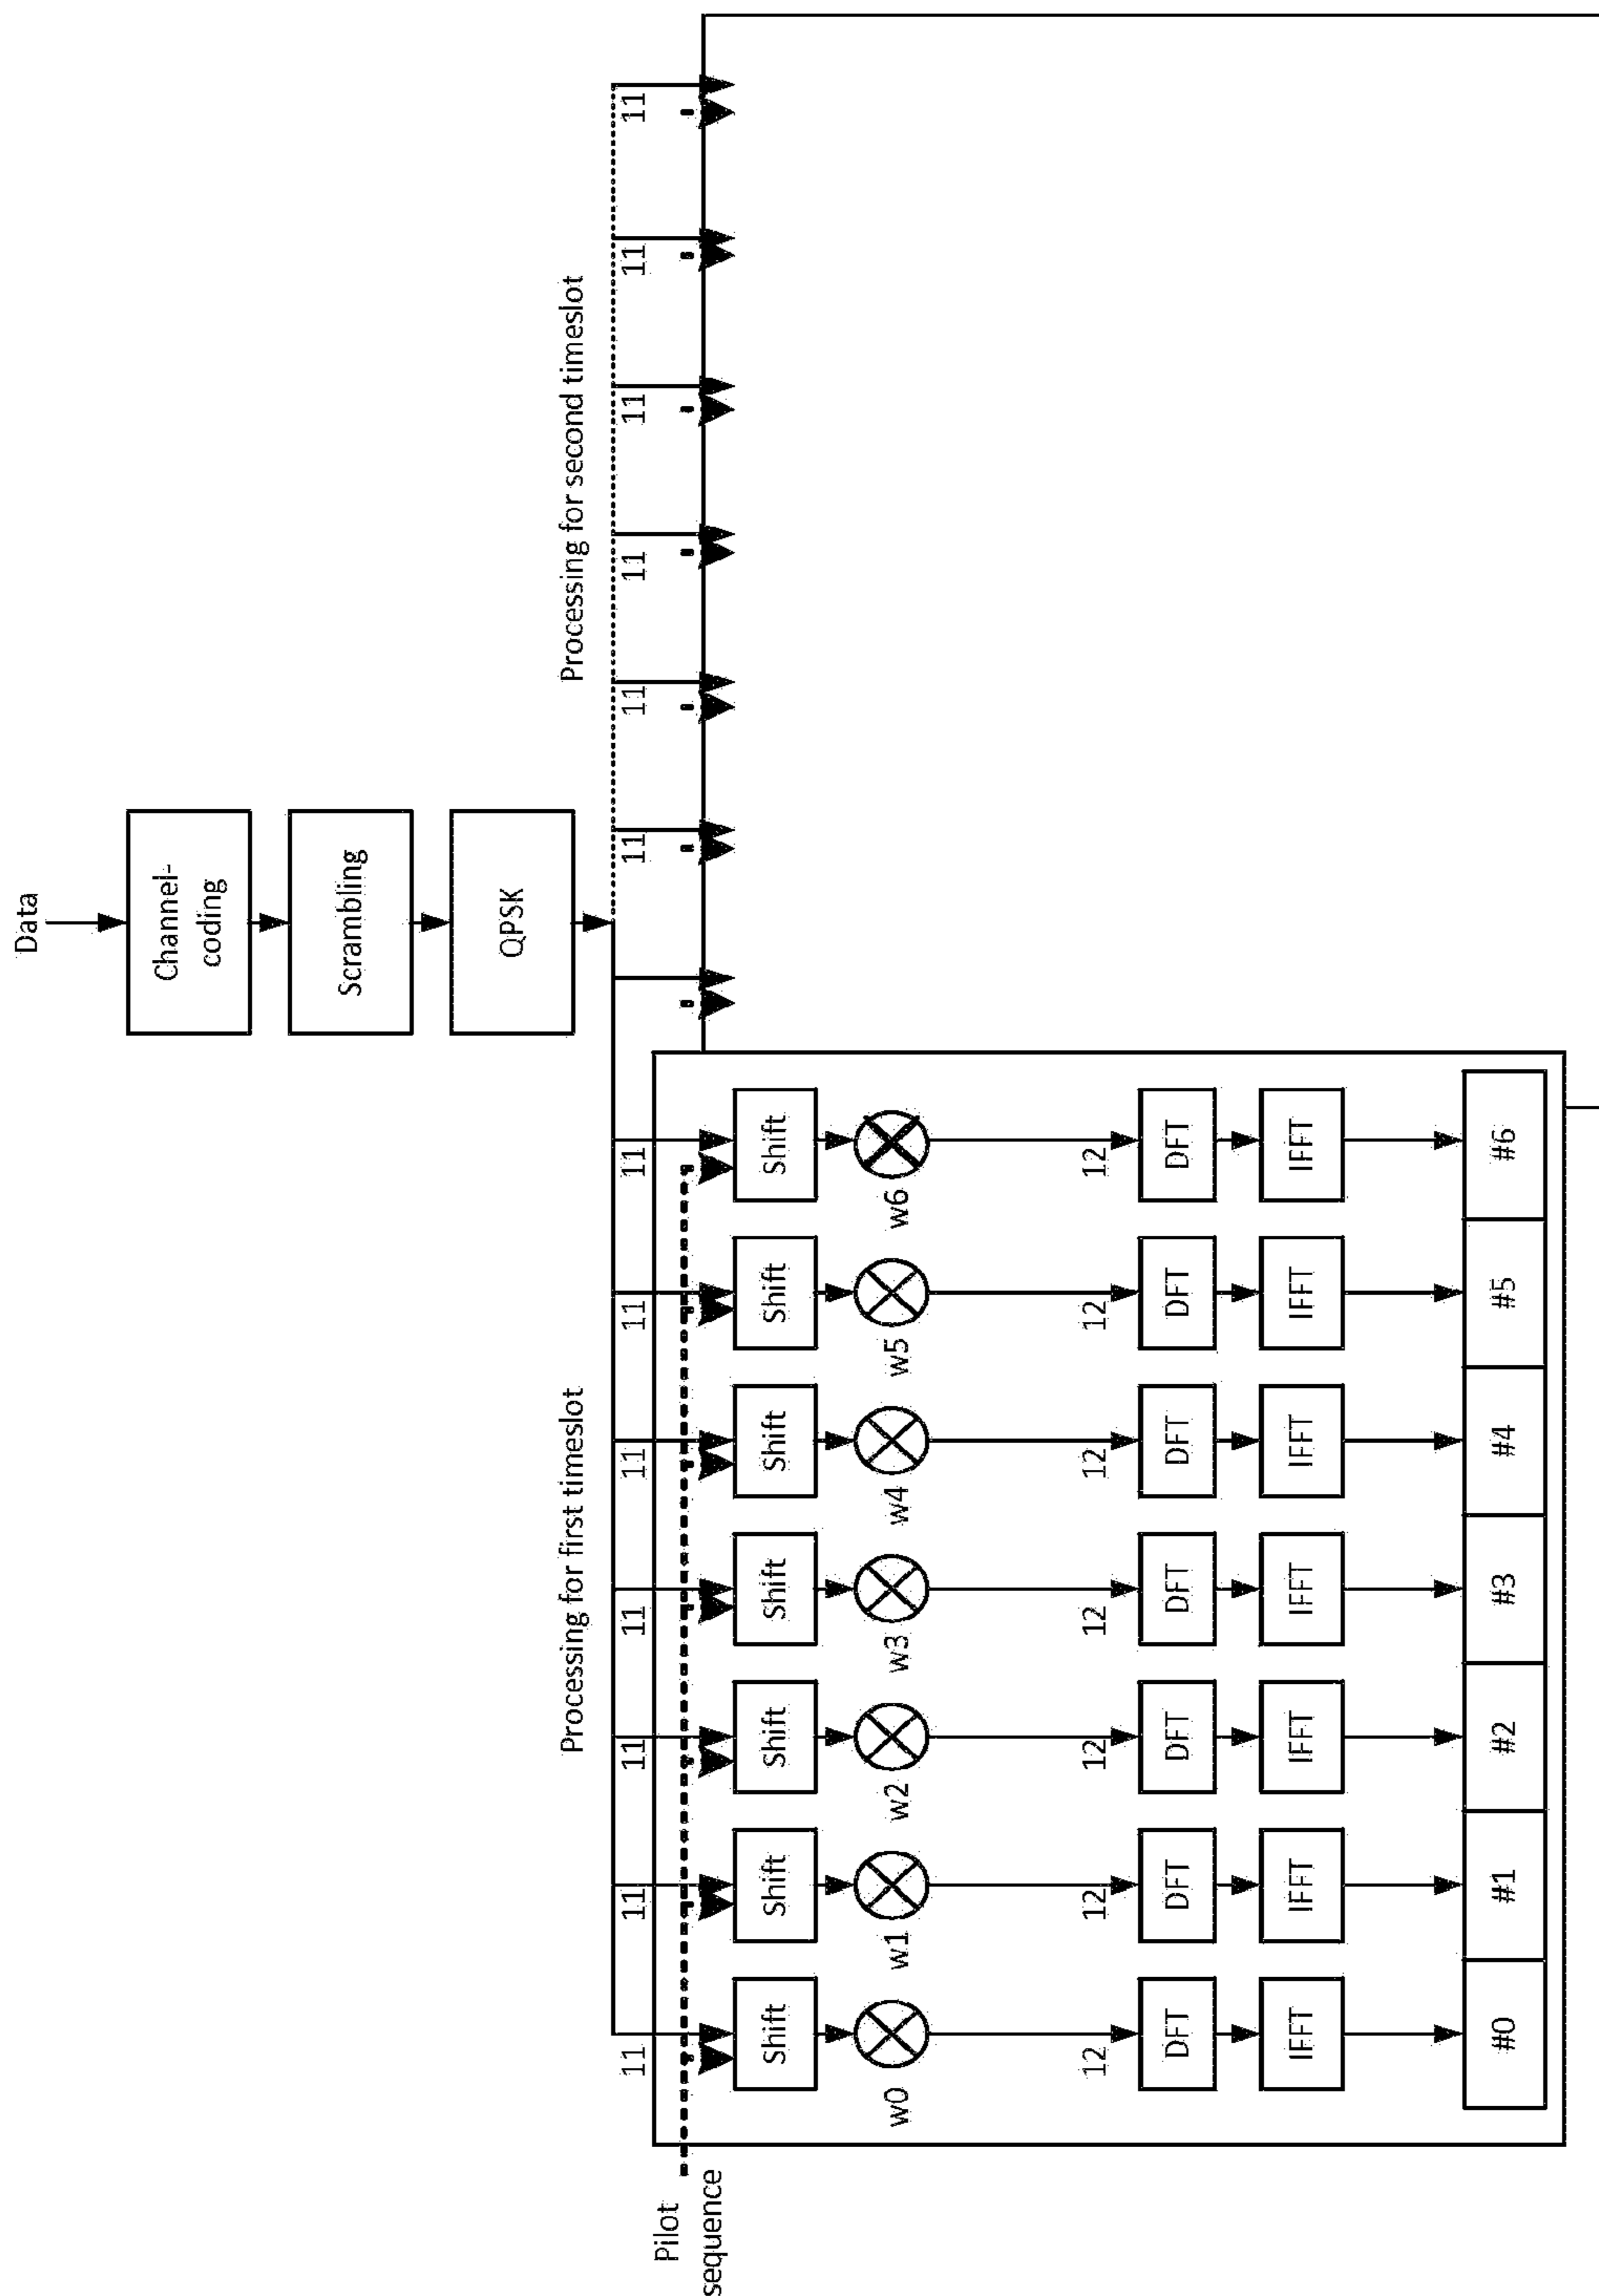 Data
Channel-
coding
Scrambling
QPSK
Processing for first timeslot
Processing for second timeslot
11 11 11 11 11 11 11 11 11 11 11 11 11
Pilot
sequence
Shift Shift Shift Shift Shift Shift Shift
w0 w1 w2 w3 w4 w5 w6
12 12 12 12 12 12 12
DFT DFT DFT DFT DFT DFT DFT
IFFT IFFT IFFT IFFT IFFT IFFT IFFT
#0 #1 #2 #3 #4 #5 #6